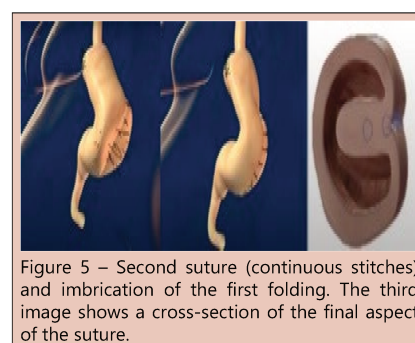 Figure 5 – Second suture (continuous stitches)
and imbrication of the first folding. The third
image shows a cross-section of the final aspect
of the suture.